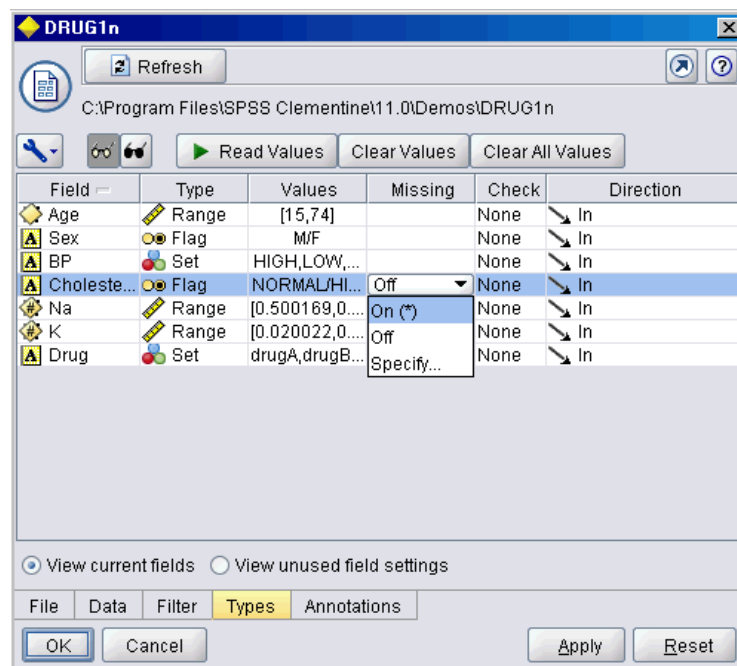 DRUG1n
Refresh
C:\Program Files\SPSS Clementine\11.0\Demos\DRUG1n
Read Values Clear Values Clear All Values
Field Type Values Missing Check Direction
Age Range [15,74] None In
A Sex Flag M/F None In
A BP Set HIGH,LOW,... None In
A Choleste... Flag NORMAL/HI... Off None In
# Na Range [0.500169,0.... On (*) None In
# K Range [0.020022,0.... Off None In
A Drug Set drugA,drugB... Specify... None In
View current fields View unused field settings
File Data Filter Types Annotations
OK Cancel Apply Reset